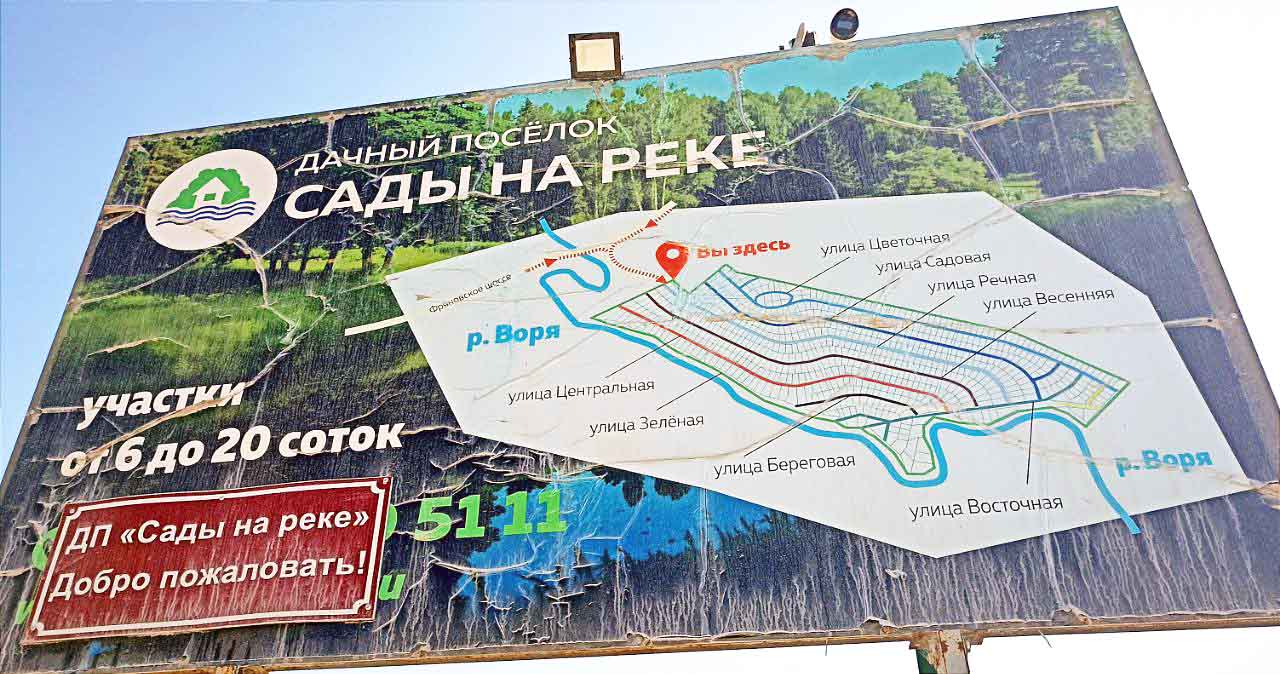 ДАЧНЫЙ ПОСЁЛОК
САДЫ НА РЕКЕ
Вы здесь
улица Цветочная
улица Садовая
улица Речная
улица Весенняя
Фряновское шоссе
р. Воря
улица Центральная
улица Зелёная
улица Береговая
улица Восточная
р. Воря
участки
от 6 до 20 соток
51 11
ДП «Сады на реке»
Добро пожаловать!